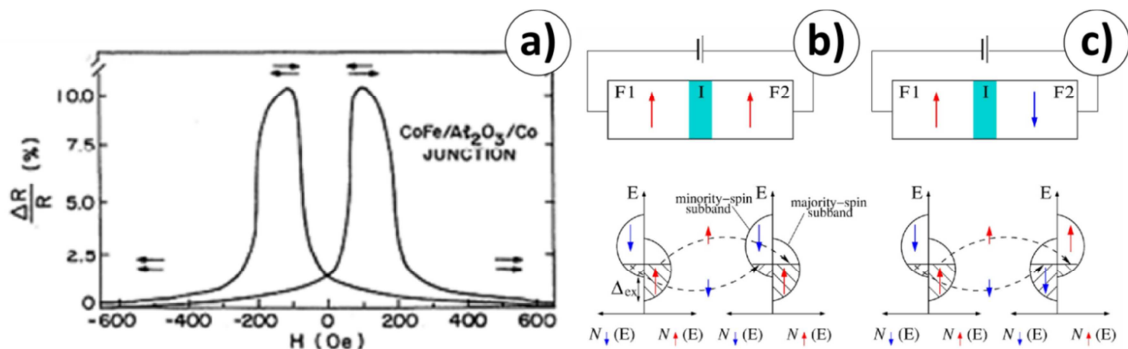 a)
10.0
7.5
5.0
2.5
0
ΔR
R
(%)
CoFe/Al₂O₃/Co
JUNCTION
-600 -400 -200 0 200 400 600
H (Oe)
b)
F1 I F2
E E
minority-spin
subband
majority-spin
subband
Δex
N↓(E) N↑(E) N↓(E) N↑(E)
c)
F1 I F2
E E
N↓(E) N↑(E) N↓(E) N↑(E)